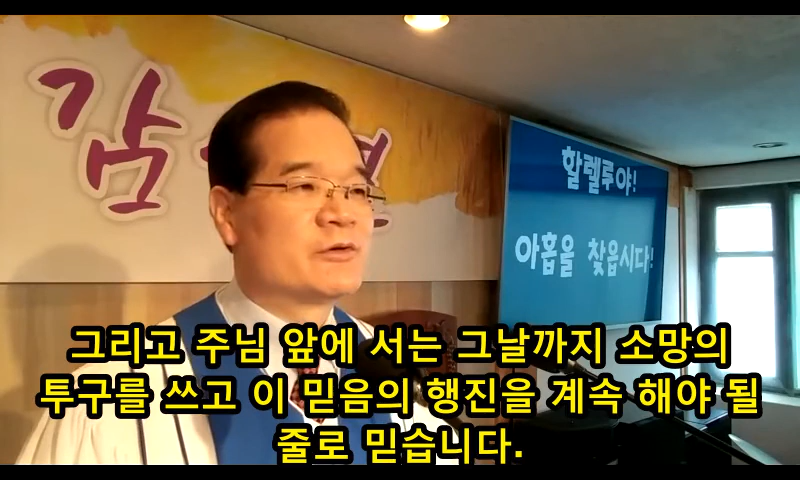 할렐루야!
아홉을 찾읍시다!
그리고 주님 앞에 서는 그날까지 소망의
투구를 쓰고 이 믿음의 행진을 계속 해야 될
줄로 믿습니다.